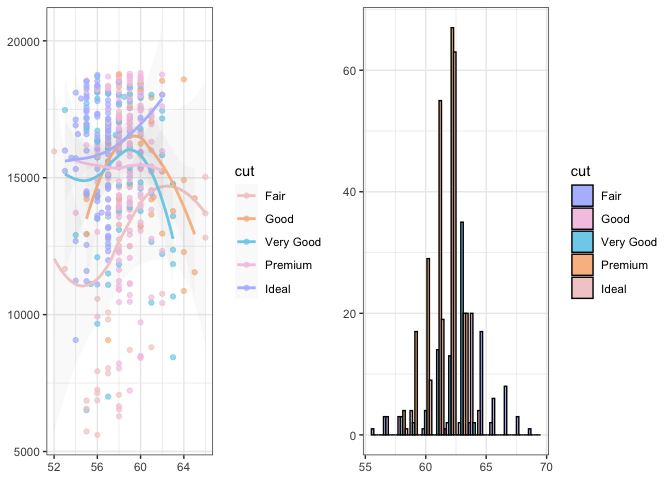 20000
15000
10000
5000
52
56
60
64
cut
Fair
Good
Very Good
Premium
Ideal
60
40
20
0
55
60
65
70
cut
Fair
Good
Very Good
Premium
Ideal